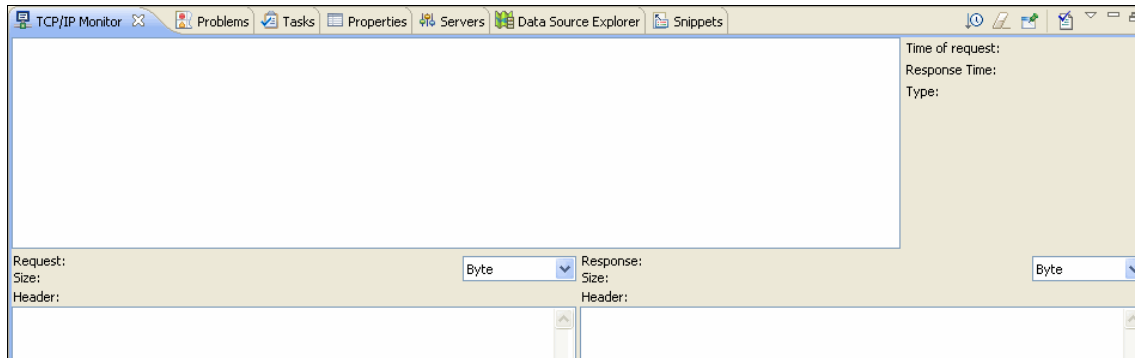 TCP/IP Monitor Problems Tasks Properties Servers Data Source Explorer Snippets
Time of request:
Response Time:
Type:
Request:
Size:
Byte
Response:
Size:
Byte
Header:
Header: